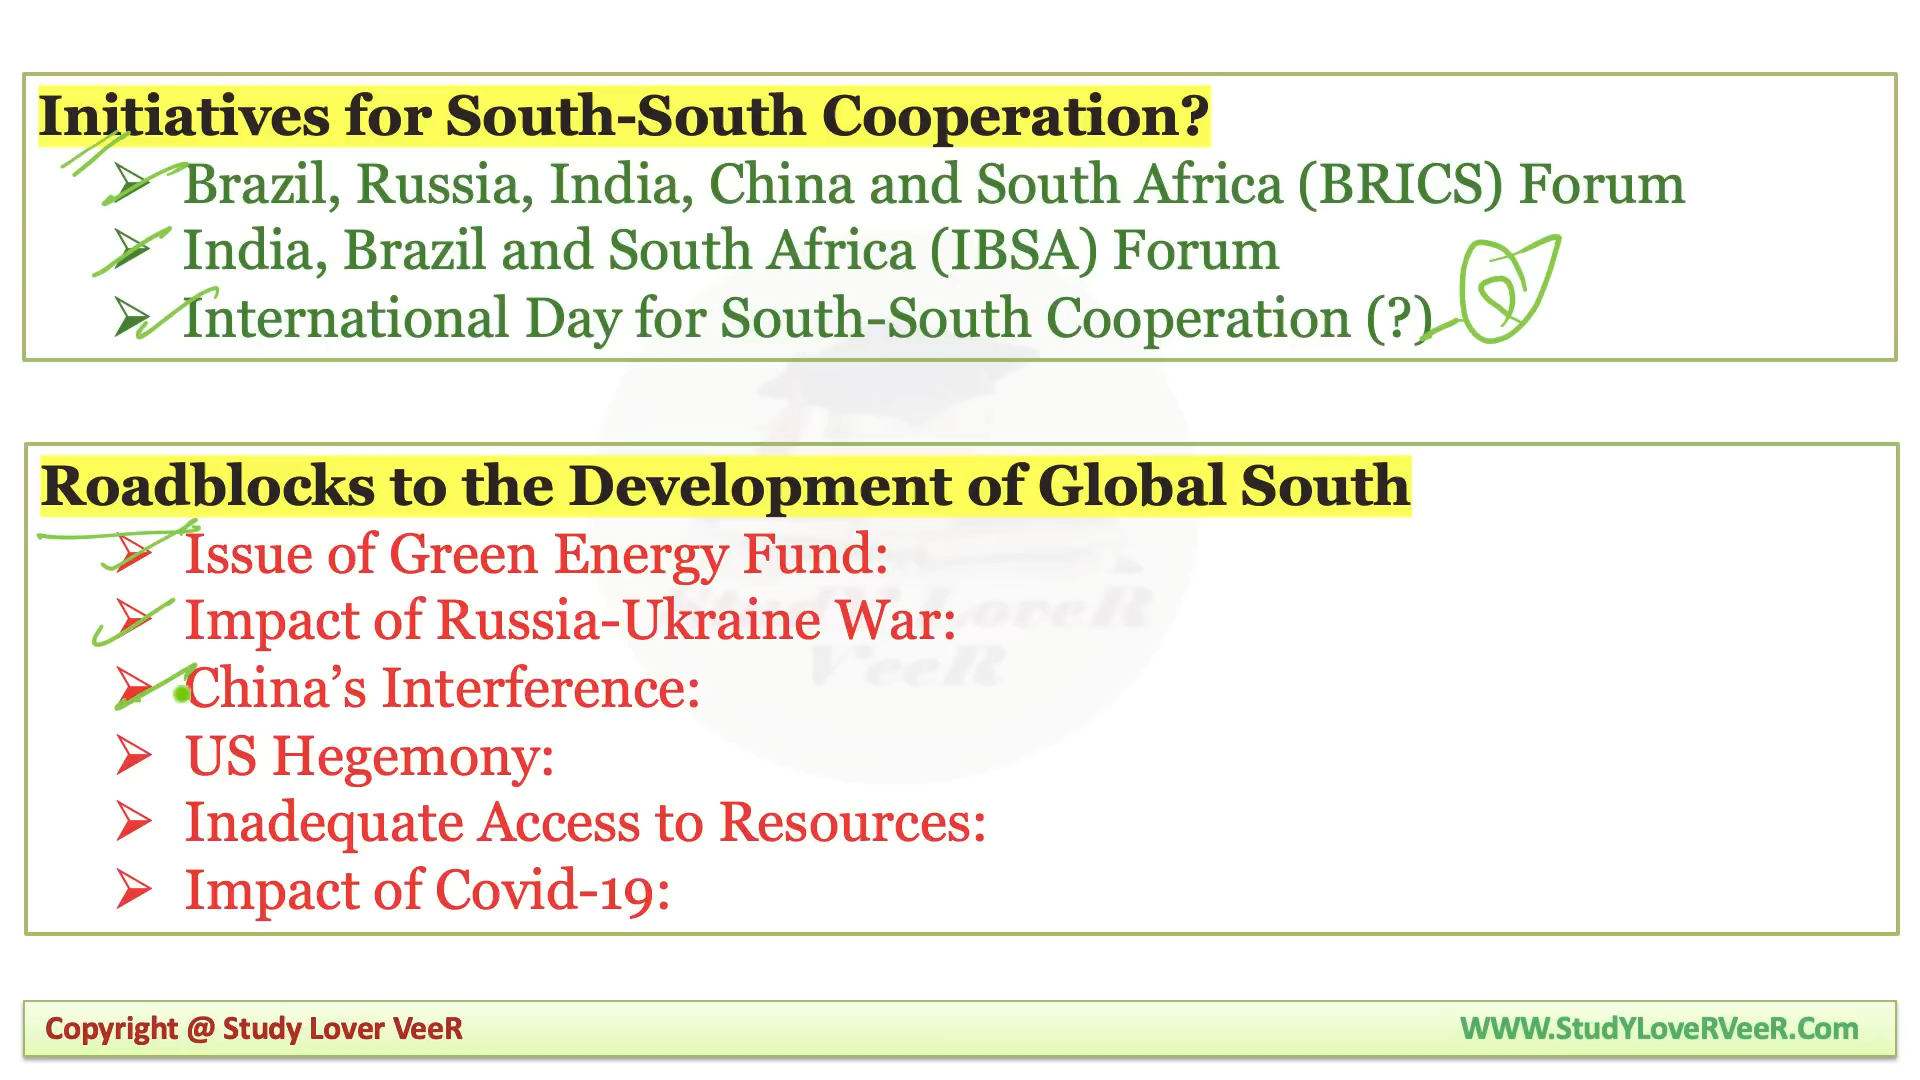 Initiatives for South-South Cooperation?
Brazil, Russia, India, China and South Africa (BRICS) Forum
India, Brazil and South Africa (IBSA) Forum
International Day for South-South Cooperation (?)
Roadblocks to the Development of Global South
Issue of Green Energy Fund:
Impact of Russia-Ukraine War:
China’s Interference:
US Hegemony:
Inadequate Access to Resources:
Impact of Covid-19:
StudY LoveR
VeeR
Copyright @ Study Lover VeeR
WWW.StudYLoveRVeeR.Com